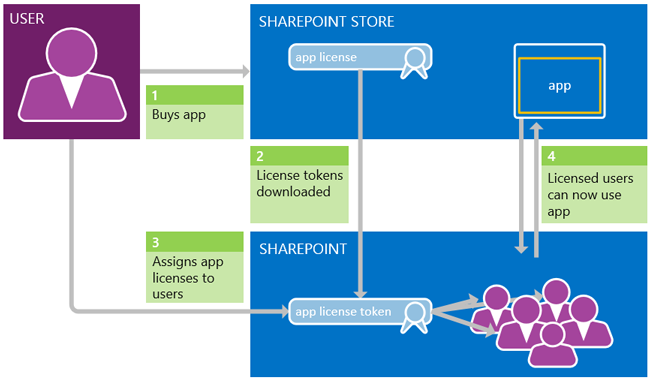 USER
SHAREPOINT STORE
app license
app
1
Buys app
2
License tokens
downloaded
4
Licensed users
can now use
app
3
Assigns app
licenses to
users
SHAREPOINT
app license token